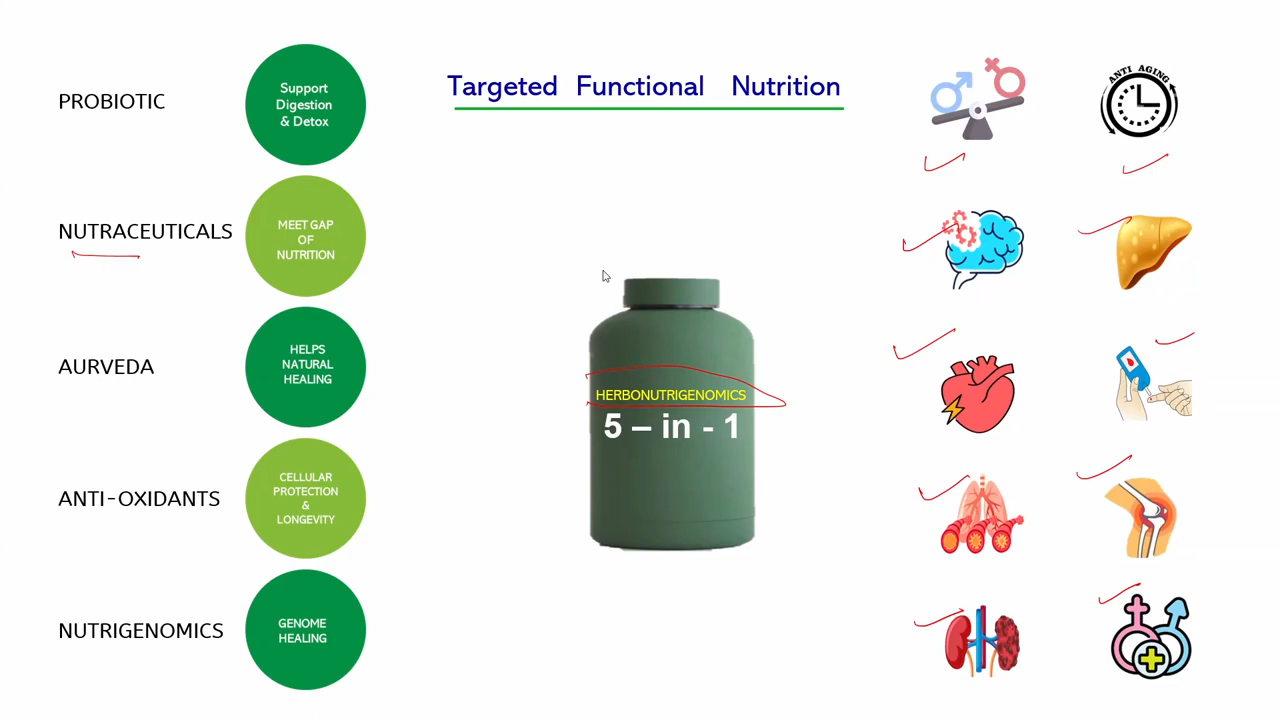 Targeted Functional Nutrition
PROBIOTIC
Support
Digestion
& Detox
NUTRACEUTICALS
MEET GAP
OF
NUTRITION
AURVEDA
HELPS
NATURAL
HEALING
ANTI-OXIDANTS
CELLULAR
PROTECTION
&
LONGEVITY
NUTRIGENOMICS
GENOME
HEALING
HERBONUTRIGENOMICS
5 – in - 1
ANTI AGING